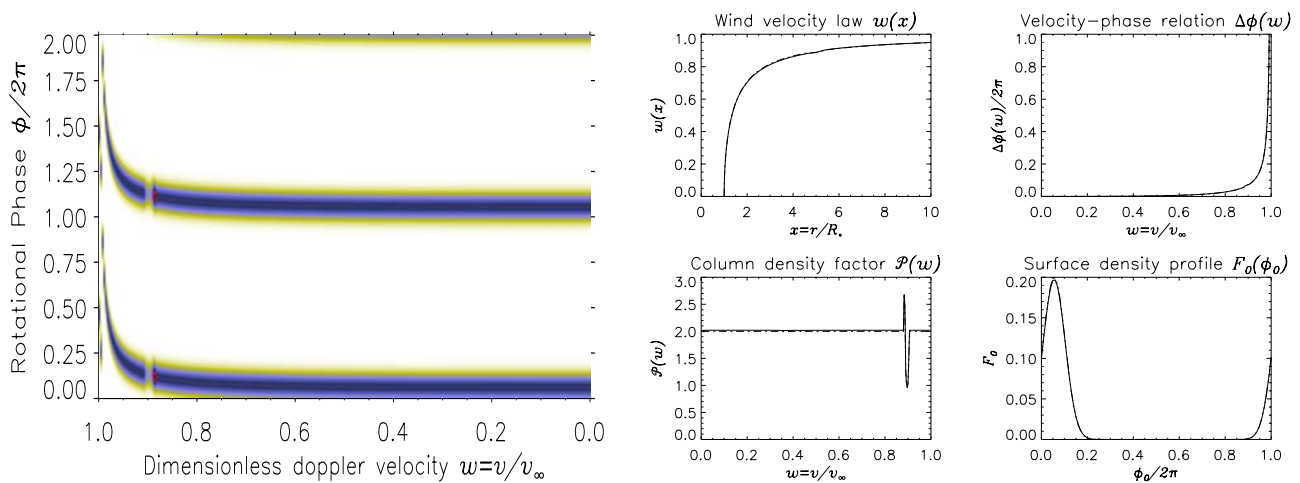 Rotational Phase ϕ/2π
2.00
1.75
1.50
1.25
1.00
0.75
0.50
0.25
0.00
1.0 0.8 0.6 0.4 0.2 0.0
Dimensionless doppler velocity w=v/v∞
Wind velocity law w(x)
w(x)
1.0
0.8
0.6
0.4
0.2
0.0
0 2 4 6 8 10
x=r/R*
Velocity-phase relation Δϕ(w)
Δϕ(w)/2π
1.0
0.8
0.6
0.4
0.2
0.0
0.0 0.2 0.4 0.6 0.8 1.0
w=v/v∞
Column density factor 𝒫(w)
𝒫(w)
3.0
2.5
2.0
1.5
1.0
0.5
0.0
0.0 0.2 0.4 0.6 0.8 1.0
w=v/v∞
Surface density profile F₀(ϕ₀)
F₀
0.20
0.10
0.00
0.0 0.2 0.4 0.6 0.8 1.0
ϕ₀/2π